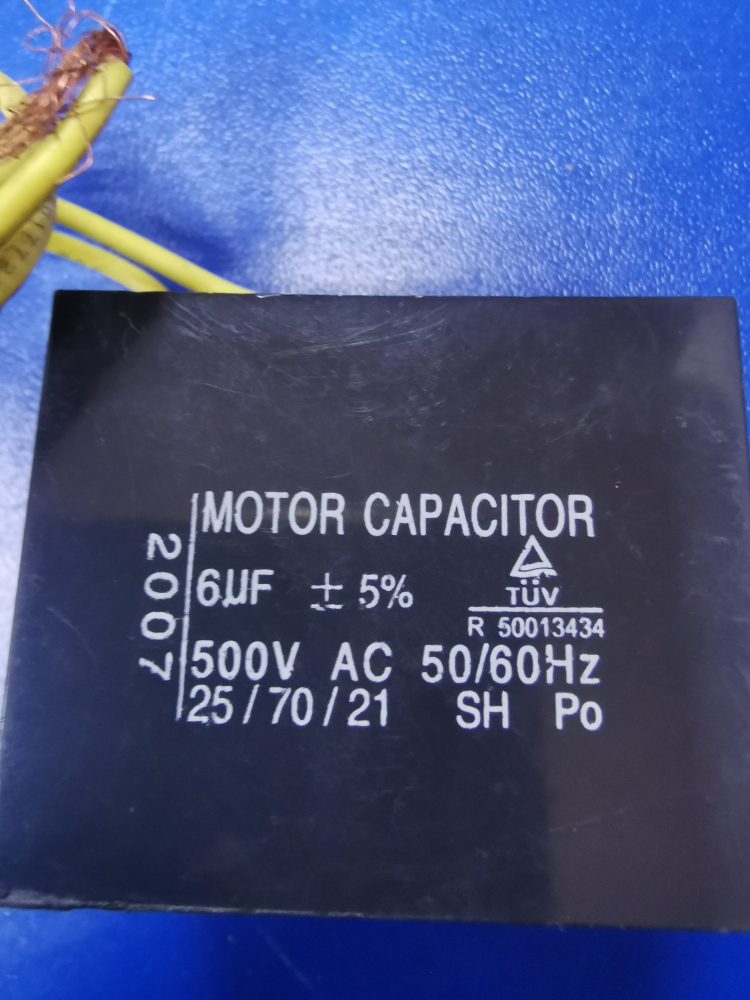 MOTOR CAPACITOR
2007
6µF ± 5%
TÜV
R 50013434
500V AC 50/60Hz
25/70/21 SH Po